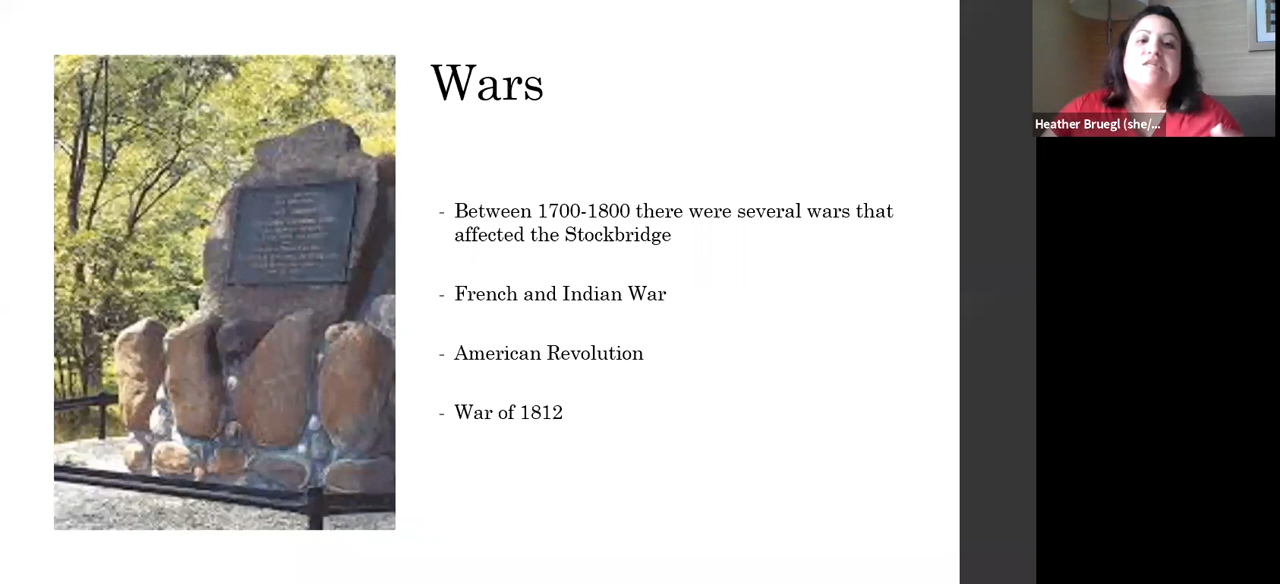 Wars
- Between 1700-1800 there were several wars that
affected the Stockbridge
- French and Indian War
- American Revolution
- War of 1812
Heather Bruegl (she/...